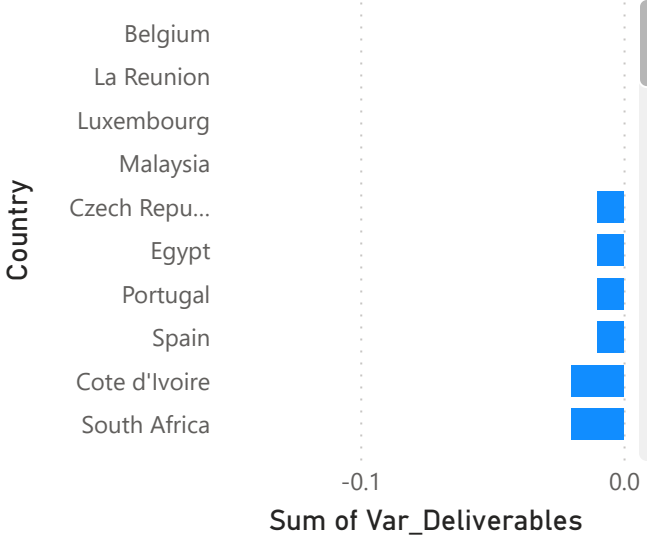 Country
Belgium
La Reunion
Luxembourg
Malaysia
Czech Repu...
Egypt
Portugal
Spain
Cote d'Ivoire
South Africa
-0.1 0.0
Sum of Var_Deliverables